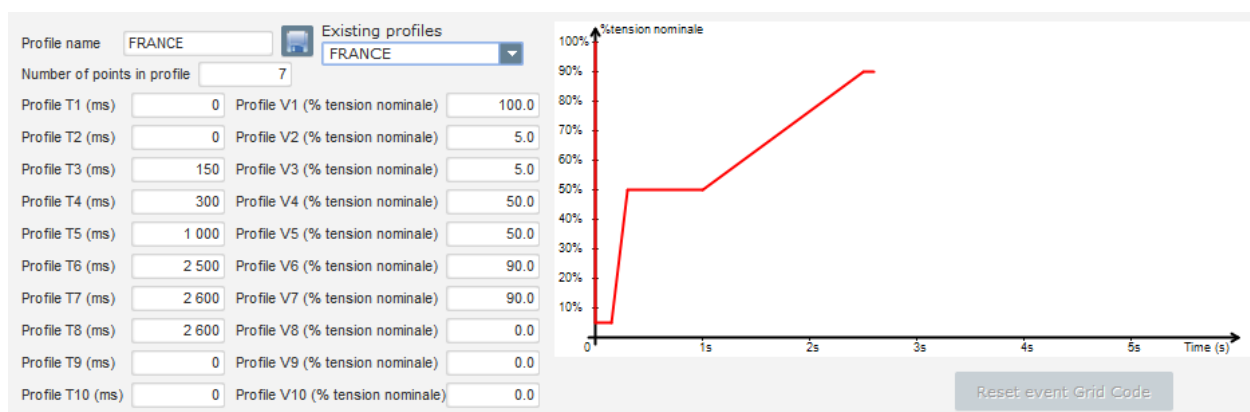 Profile name FRANCE Existing profiles
FRANCE
Number of points in profile 7
Profile T1 (ms) 0 Profile V1 (% tension nominale) 100.0
Profile T2 (ms) 0 Profile V2 (% tension nominale) 5.0
Profile T3 (ms) 150 Profile V3 (% tension nominale) 5.0
Profile T4 (ms) 300 Profile V4 (% tension nominale) 50.0
Profile T5 (ms) 1 000 Profile V5 (% tension nominale) 50.0
Profile T6 (ms) 2 500 Profile V6 (% tension nominale) 90.0
Profile T7 (ms) 2 600 Profile V7 (% tension nominale) 90.0
Profile T8 (ms) 2 600 Profile V8 (% tension nominale) 0.0
Profile T9 (ms) 0 Profile V9 (% tension nominale) 0.0
Profile T10 (ms) 0 Profile V10 (% tension nominale) 0.0
%tension nominale
100%
90%
80%
70%
60%
50%
40%
30%
20%
10%
0 1s 2s 3s 4s 5s Time (s)
Reset event Grid Code